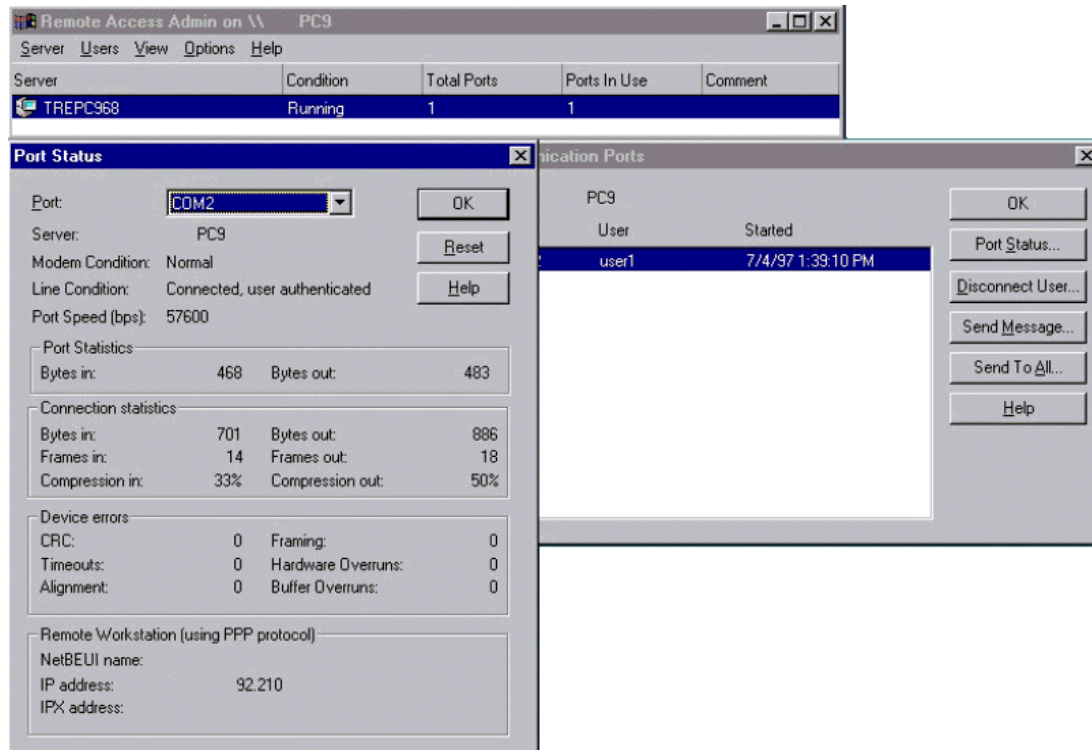 Remote Access Admin on \\ PC9
Server Users View Options Help
Server Condition Total Ports Ports In Use Comment
TREPC968 Running 1 1
Port Status
Port: COM2 OK
Server: PC9 Reset
Modem Condition: Normal
Line Condition: Connected, user authenticated Help
Port Speed (bps): 57600
Port Statistics
Bytes in: 468 Bytes out: 483
Connection statistics
Bytes in: 701 Bytes out: 886
Frames in: 14 Frames out: 18
Compression in: 33% Compression out: 50%
Device errors
CRC: 0 Framing: 0
Timeouts: 0 Hardware Overruns: 0
Alignment: 0 Buffer Overruns: 0
Remote Workstation (using PPP protocol)
NetBEUI name:
IP address: 92.210
IPX address:
ication Ports
PC9 OK
User Started
Port Status...
user1 7/4/97 1:39:10 PM
Disconnect User...
Send Message...
Send To All...
Help